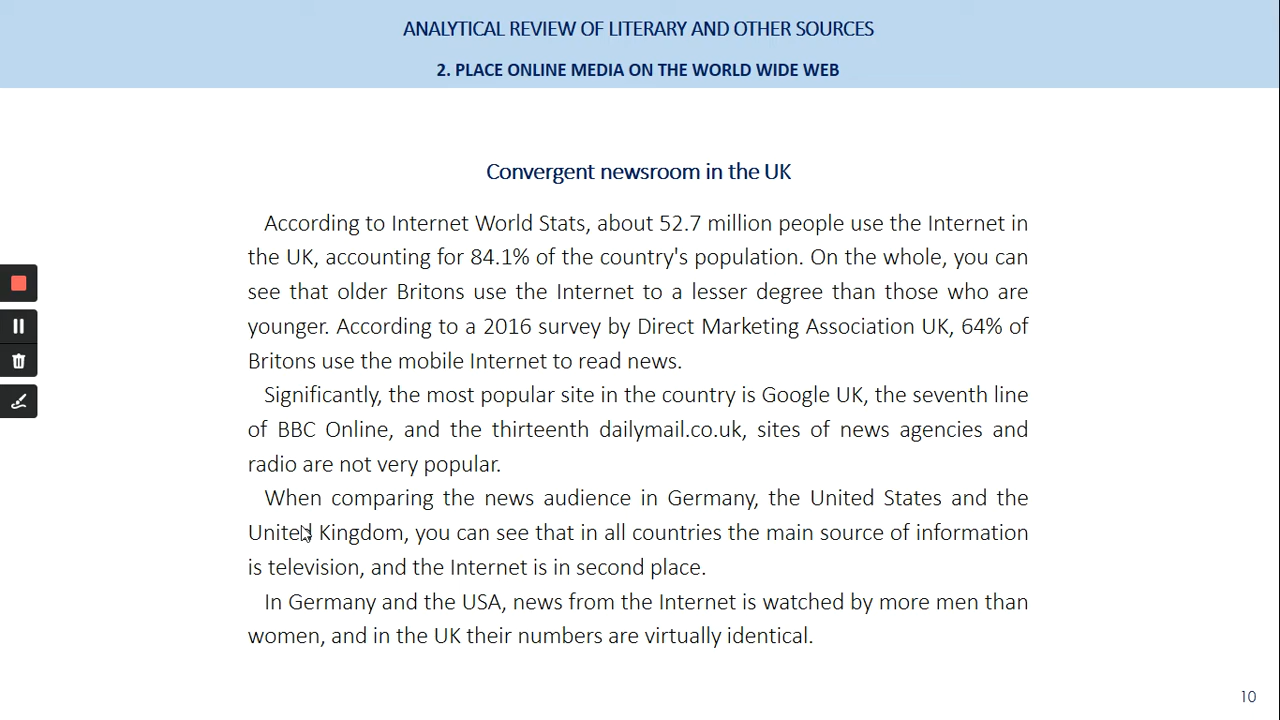 ANALYTICAL REVIEW OF LITERARY AND OTHER SOURCES
2. PLACE ONLINE MEDIA ON THE WORLD WIDE WEB
Convergent newsroom in the UK
According to Internet World Stats, about 52.7 million people use the Internet in
the UK, accounting for 84.1% of the country's population. On the whole, you can
see that older Britons use the Internet to a lesser degree than those who are
younger. According to a 2016 survey by Direct Marketing Association UK, 64% of
Britons use the mobile Internet to read news.
Significantly, the most popular site in the country is Google UK, the seventh line
of BBC Online, and the thirteenth dailymail.co.uk, sites of news agencies and
radio are not very popular.
When comparing the news audience in Germany, the United States and the
United Kingdom, you can see that in all countries the main source of information
is television, and the Internet is in second place.
In Germany and the USA, news from the Internet is watched by more men than
women, and in the UK their numbers are virtually identical.
10